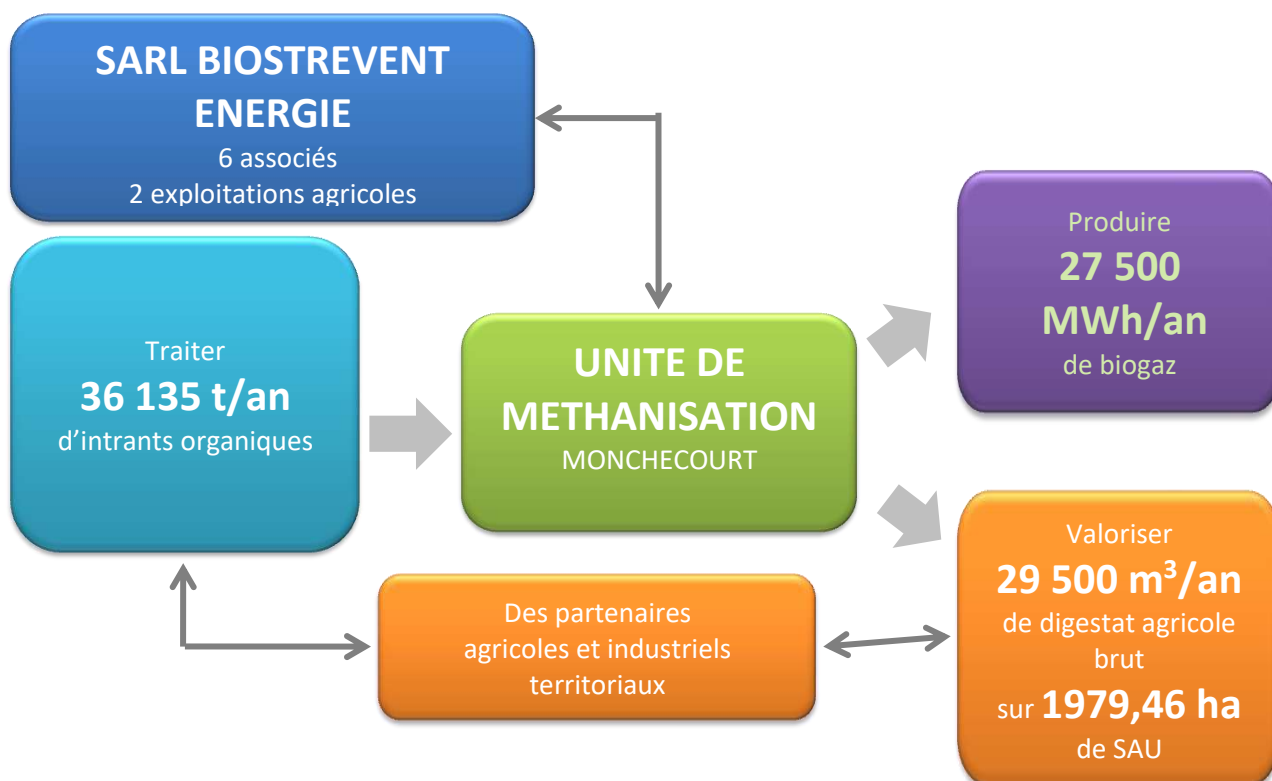 SARL BIOSTREVENT
ENERGIE
6 associés
2 exploitations agricoles
Traiter
36 135 t/an
d’intrants organiques
UNITE DE
METHANISATION
MONCHECOURT
Produire
27 500
MWh/an
de biogaz
Des partenaires
agricoles et industriels
territoriaux
Valoriser
29 500 m³/an
de digestat agricole
brut
sur 1979,46 ha
de SAU